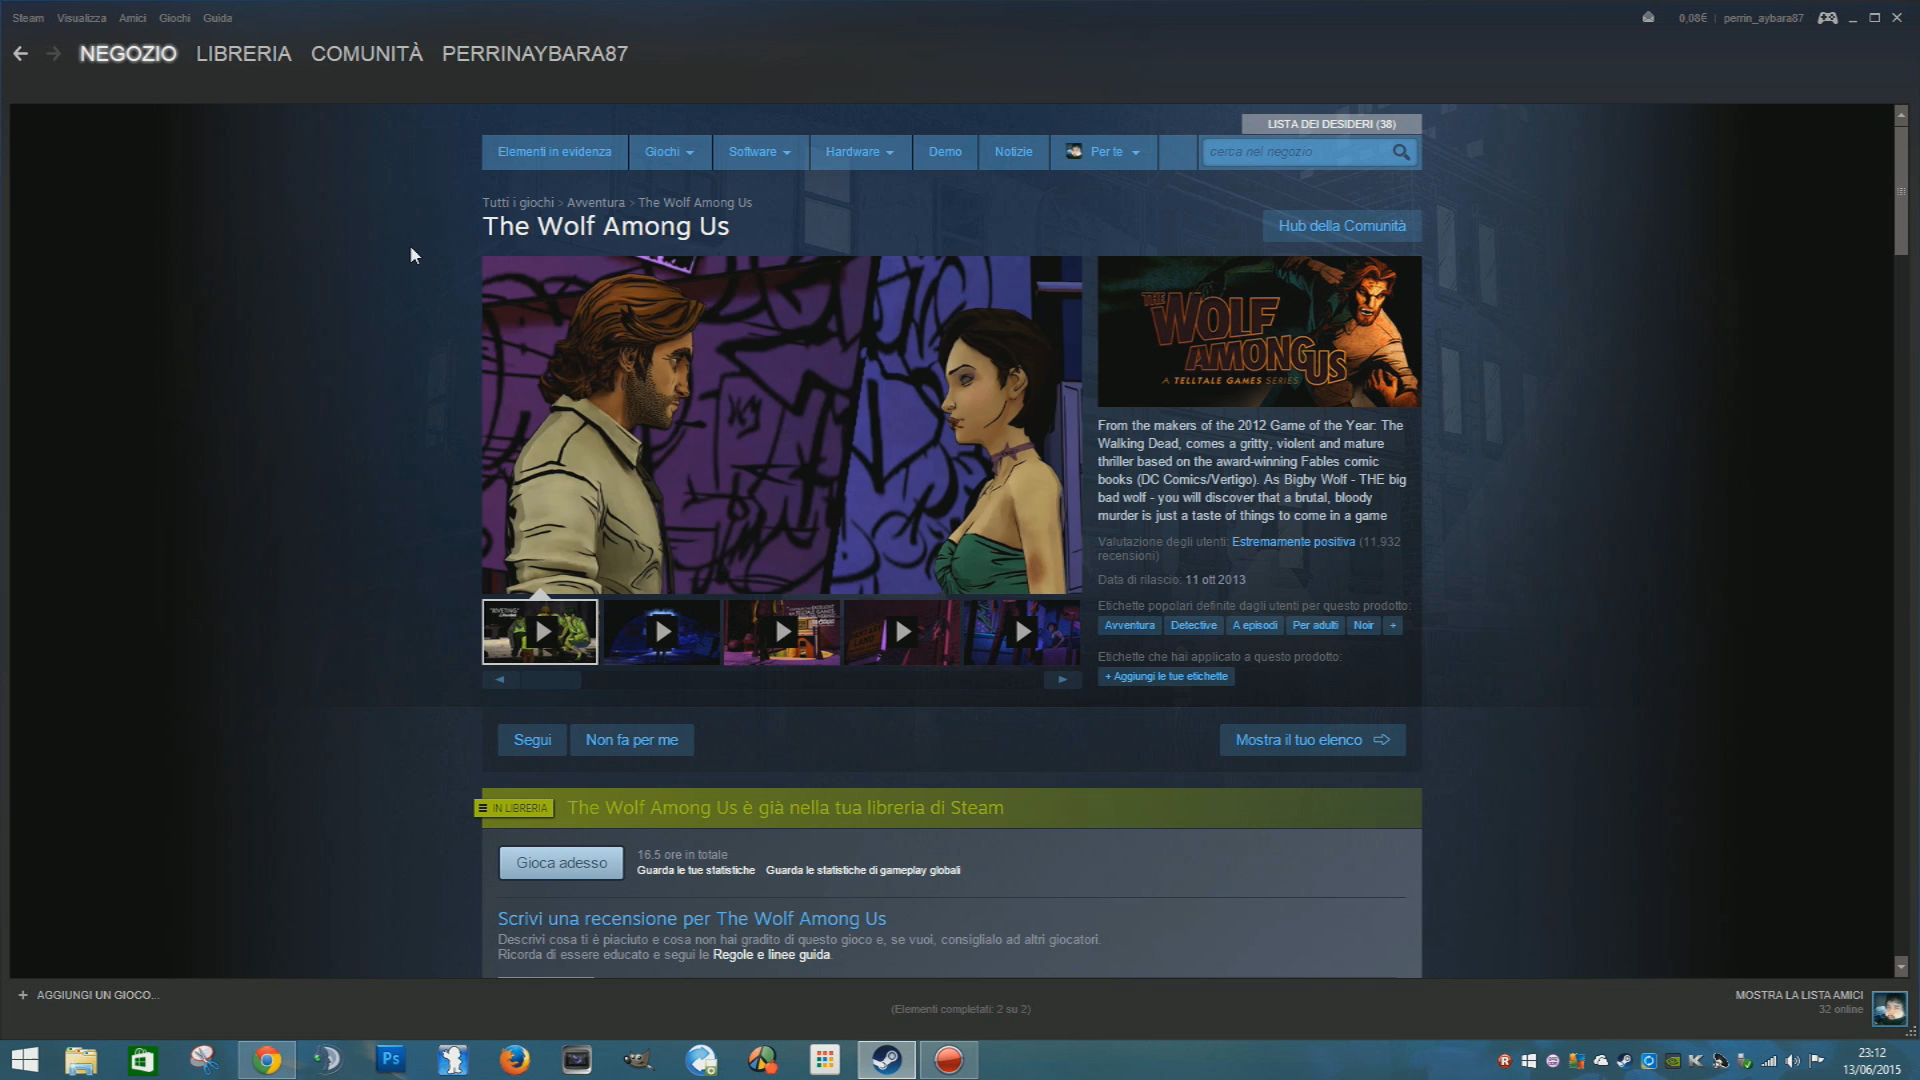 Steam Visualizza Amici Giochi Guida
0,08€ | perrin_aybara87
NEGOZIO LIBRERIA COMUNITÀ PERRINAYBARA87
LISTA DEI DESIDERI (38)
Elementi in evidenza Giochi Software Hardware Demo Notizie Per te cerca nel negozio
Tutti i giochi > Avventura > The Wolf Among Us
The Wolf Among Us
Hub della Comunità
THE WOLF AMONG US
A TELLTALE GAMES SERIES
From the makers of the 2012 Game of the Year: The
Walking Dead, comes a gritty, violent and mature
thriller based on the award-winning Fables comic
books (DC Comics/Vertigo). As Bigby Wolf - THE big
bad wolf - you will discover that a brutal, bloody
murder is just a taste of things to come in a game
Valutazione degli utenti: Estremamente positiva (11,932
recensioni)
Data di rilascio: 11 ott 2013
Etichette popolari definite dagli utenti per questo prodotto:
Avventura Detective A episodi Per adulti Noir +
Etichette che hai applicato a questo prodotto:
+ Aggiungi le tue etichette
"RIVETING"
Segui Non fa per me Mostra il tuo elenco
IN LIBRERIA The Wolf Among Us è già nella tua libreria di Steam
Gioca adesso
16.5 ore in totale
Guarda le tue statistiche Guarda le statistiche di gameplay globali
Scrivi una recensione per The Wolf Among Us
Descrivi cosa ti è piaciuto e cosa non hai gradito di questo gioco e, se vuoi, consiglialo ad altri giocatori.
Ricorda di essere educato e segui le Regole e linee guida.
+ AGGIUNGI UN GIOCO...
(Elementi completati: 2 su 2)
MOSTRA LA LISTA AMICI
32 online
Ps
23:12
13/06/2015